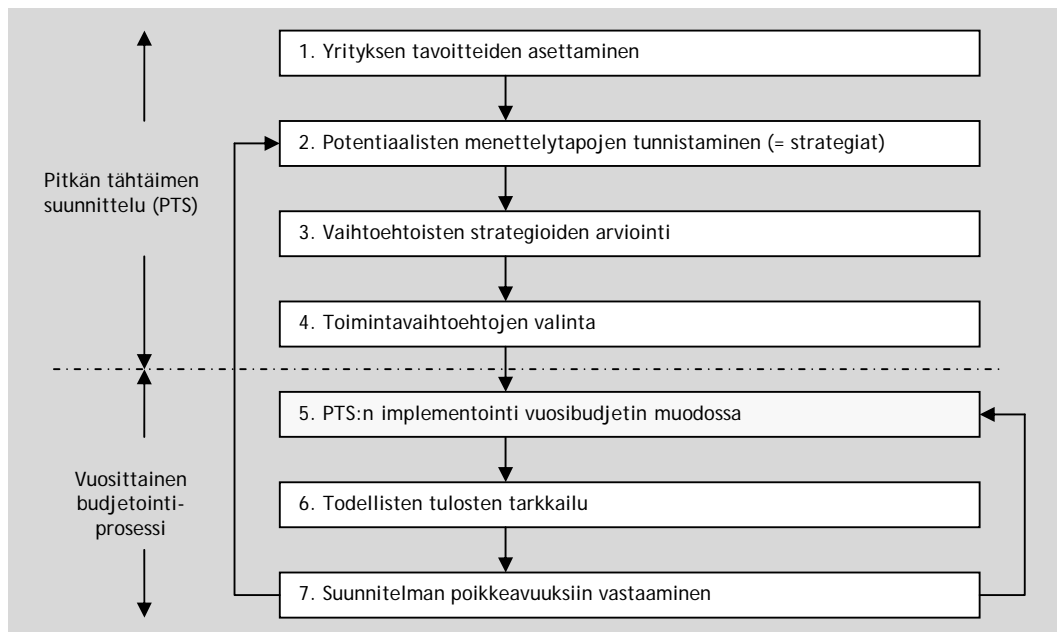 1. Yrityksen tavoitteiden asettaminen
2. Potentiaalisten menettelytapojen tunnistaminen (= strategiat)
Pitkän tähtäimen
suunnittelu (PTS)
3. Vaihtoehtoisten strategioiden arviointi
4. Toimintavaihtoehtojen valinta
5. PTS:n implementointi vuosibudjetin muodossa
Vuosittainen
budjetointi-
prosessi
6. Todellisten tulosten tarkkailu
7. Suunnitelman poikkeavuuksiin vastaaminen